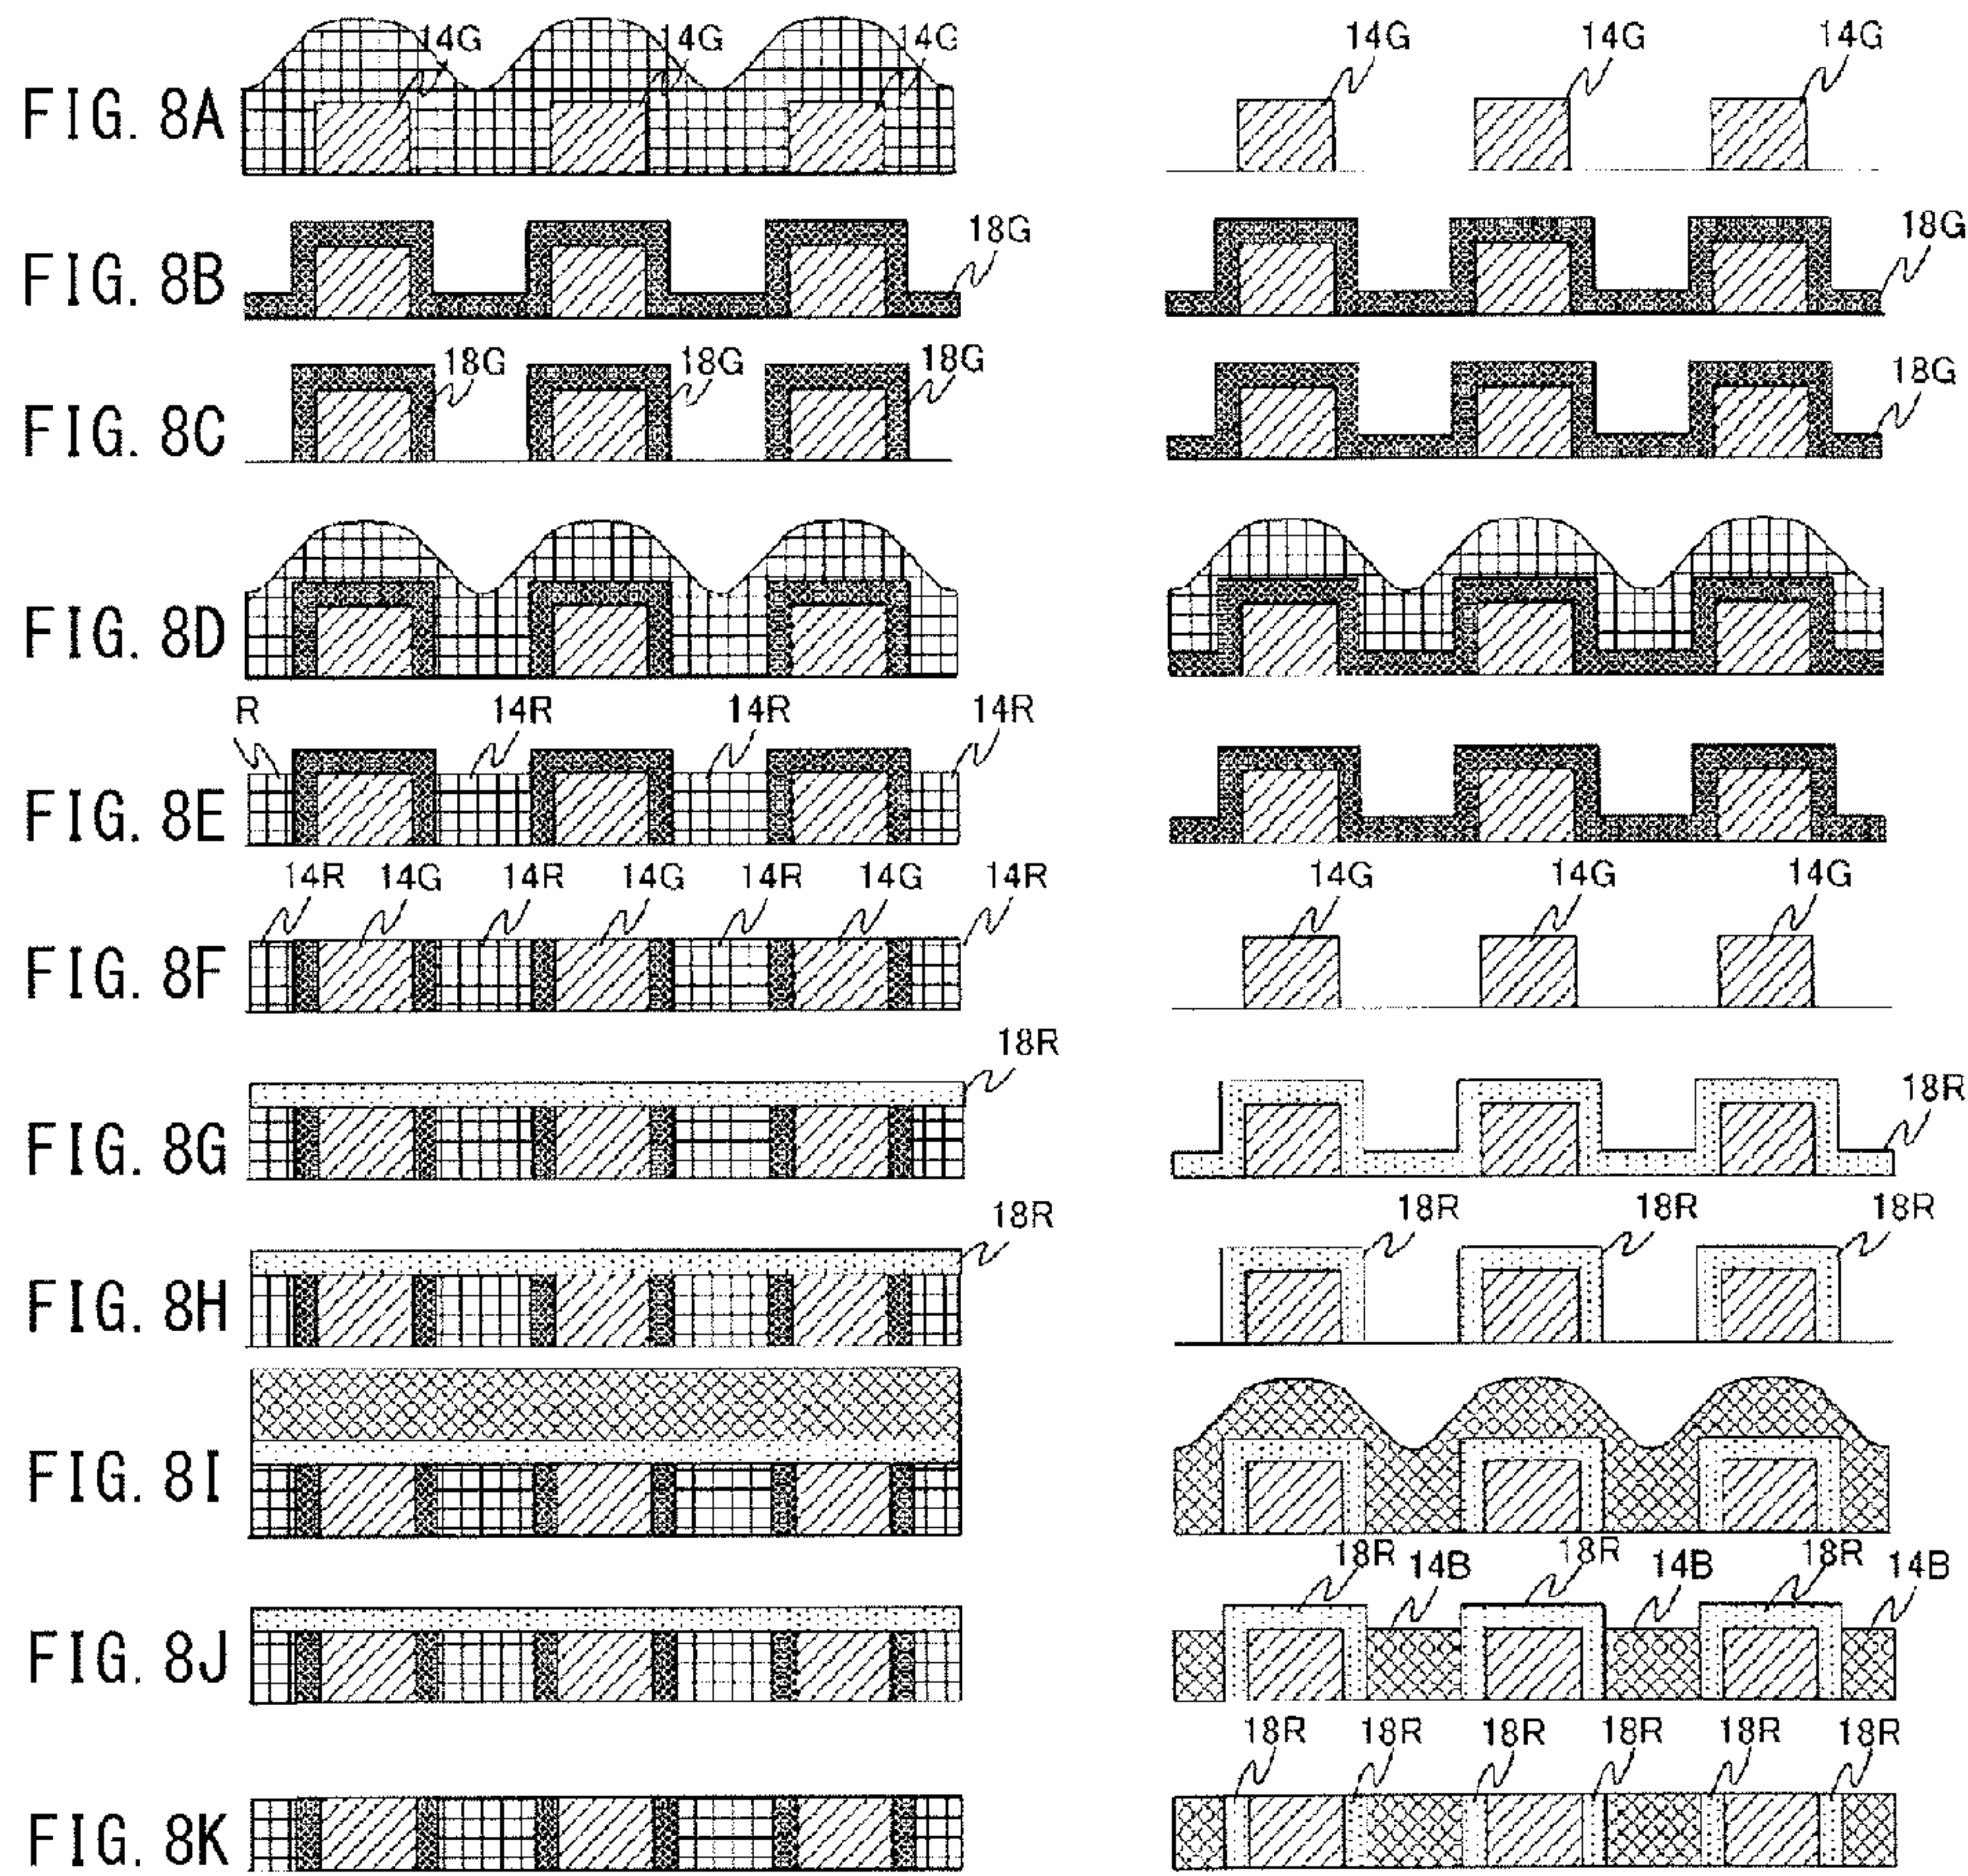 14G 14G 14G 14G 14G 14G
FIG. 8A
18G 18G
FIG. 8B
18G 18G 18G 18G
FIG. 8C
FIG. 8D
R 14R 14R 14R
FIG. 8E
14R 14G 14R 14G 14R 14G 14R 14G 14G 14G
FIG. 8F
18R 18R
FIG. 8G
18R 18R 18R 18R
FIG. 8H
FIG. 8I
18R 14B 18R 14B 18R 14B
FIG. 8J
18R 18R 18R 18R 18R 18R
FIG. 8K